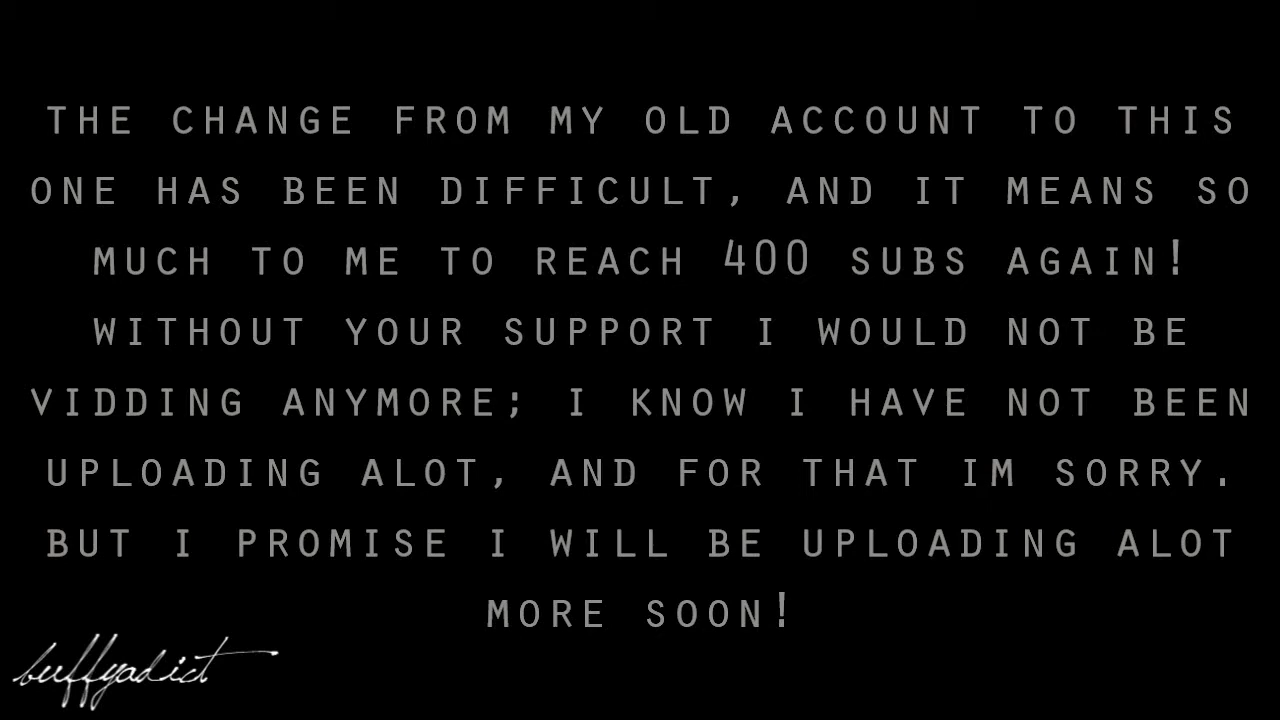 THE CHANGE FROM MY OLD ACCOUNT TO THIS
ONE HAS BEEN DIFFICULT, AND IT MEANS SO
MUCH TO ME TO REACH 400 SUBS AGAIN!
WITHOUT YOUR SUPPORT I WOULD NOT BE
VIDDING ANYMORE; I KNOW I HAVE NOT BEEN
UPLOADING ALOT, AND FOR THAT IM SORRY.
BUT I PROMISE I WILL BE UPLOADING ALOT
MORE SOON!
buffyadict